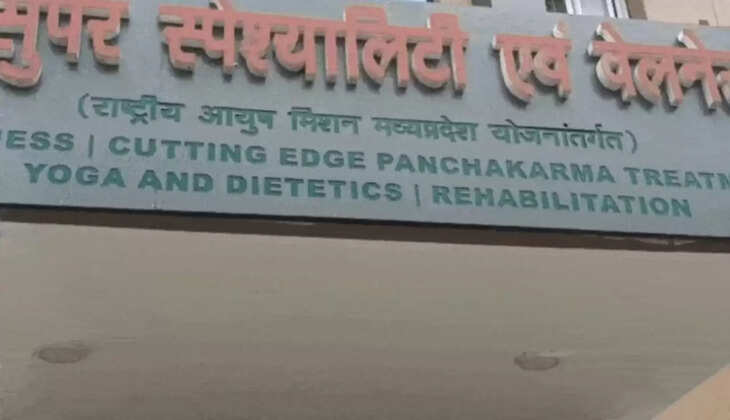 सुपर स्पेश्यालिटी एवं वेलनेस
(राष्ट्रीय आयुष मिशन मध्यप्रदेश योजनांतर्गत)
ESS | CUTTING EDGE PANCHAKARMA TREATM
YOGA AND DIETETICS | REHABILITATION